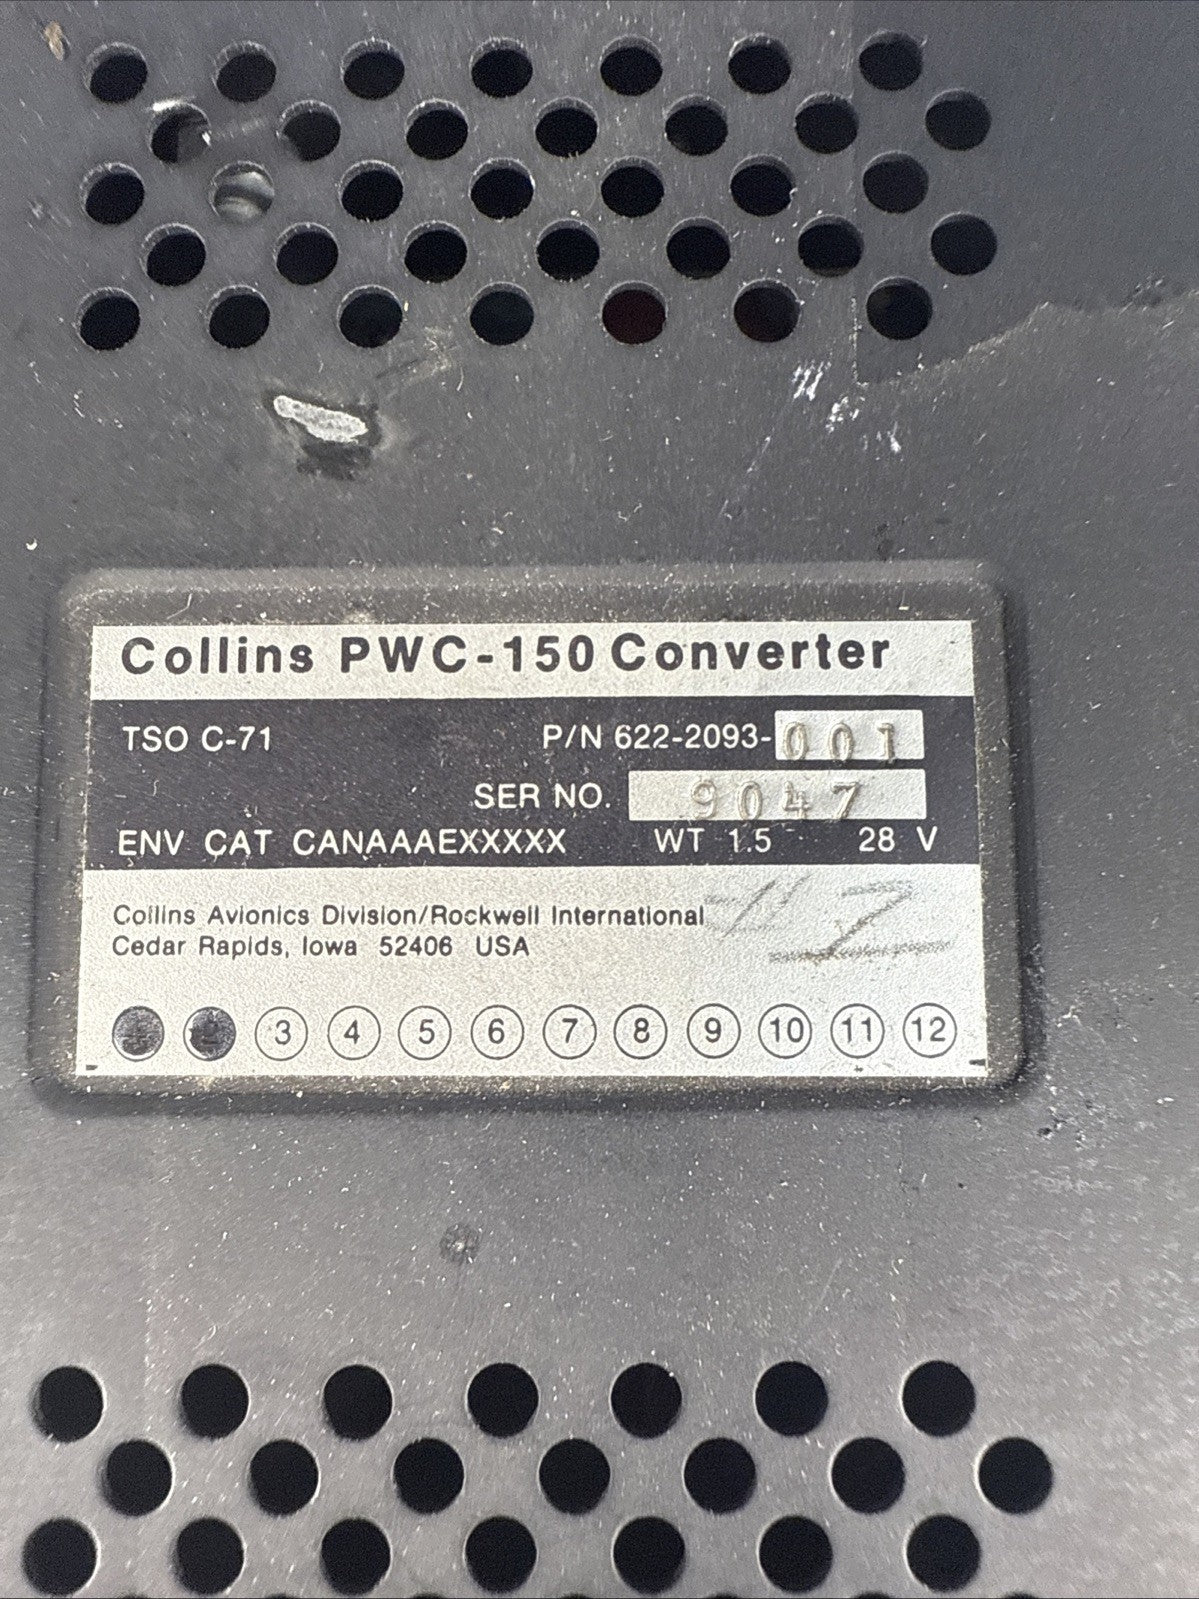 Collins PWC-150 Converter
TSO C-71 P/N 622-2093-001
SER NO. 9047
ENV CAT CANAAAEXXXXX WT 1.5 28 V
Collins Avionics Division/Rockwell International
Cedar Rapids, Iowa 52406 USA
1 2 3 4 5 6 7 8 9 10 11 12